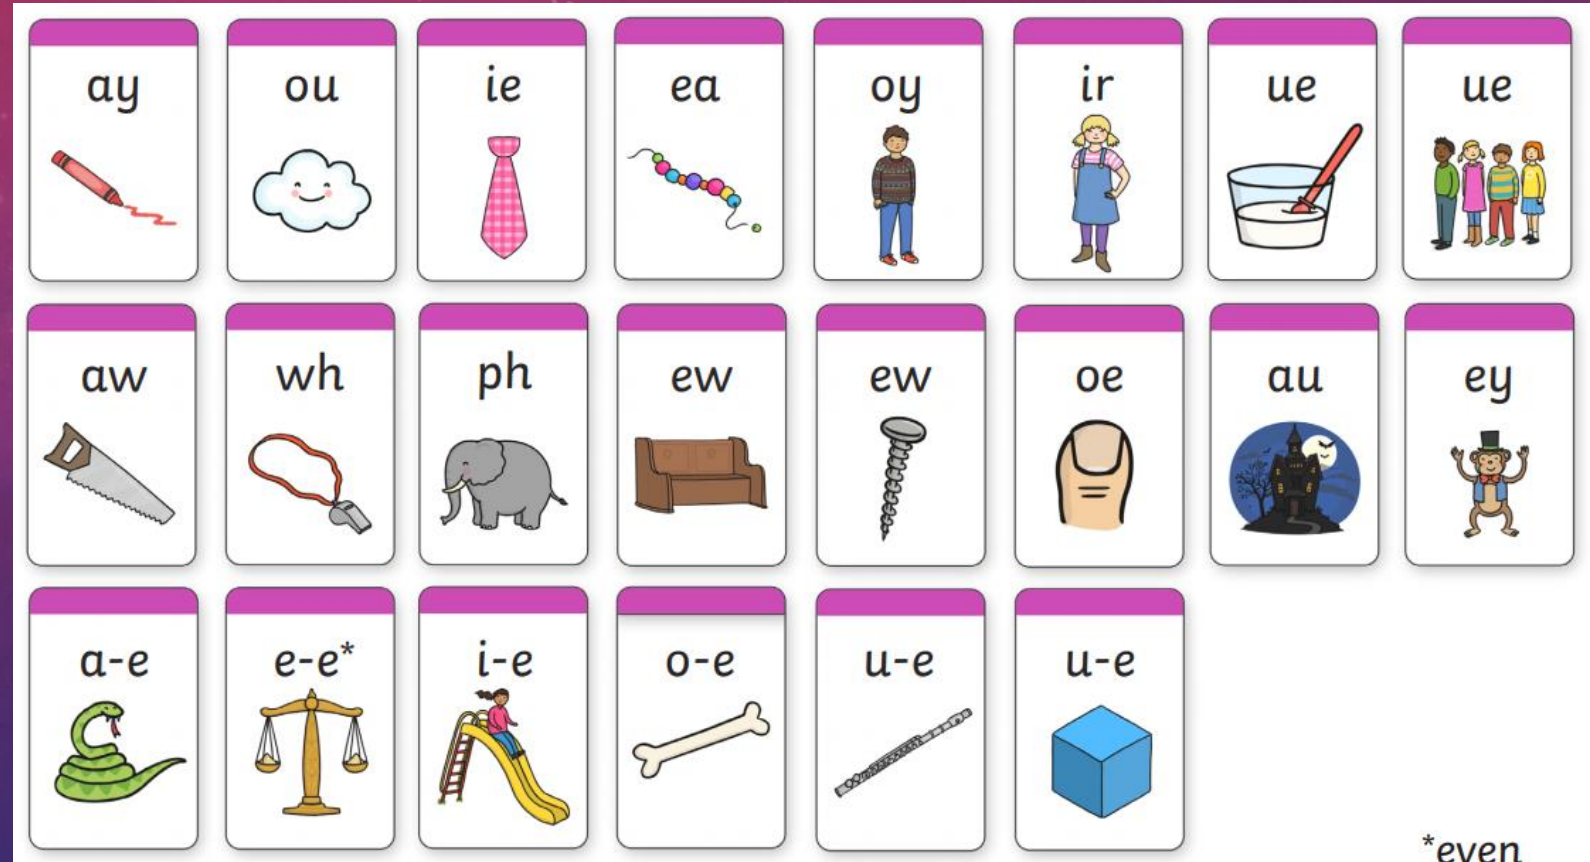 ay ou ie ea oy ir ue ue
aw wh ph ew ew oe au ey
a-e e-e* i-e o-e u-e u-e
*even